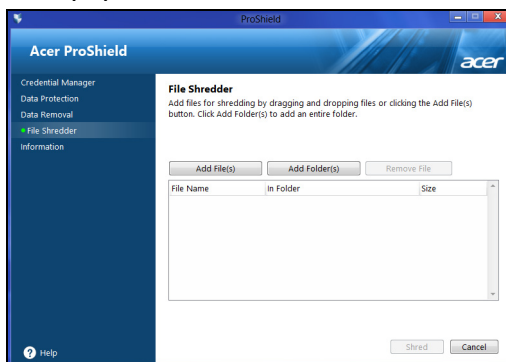 ProShield
Acer ProShield
acer
Credential Manager
Data Protection
Data Removal
File Shredder
Information
File Shredder
Add files for shredding by dragging and dropping files or clicking the Add File(s)
button. Click Add Folder(s) to add an entire folder.
Add File(s) Add Folder(s) Remove File
File Name In Folder Size
Shred Cancel
? Help